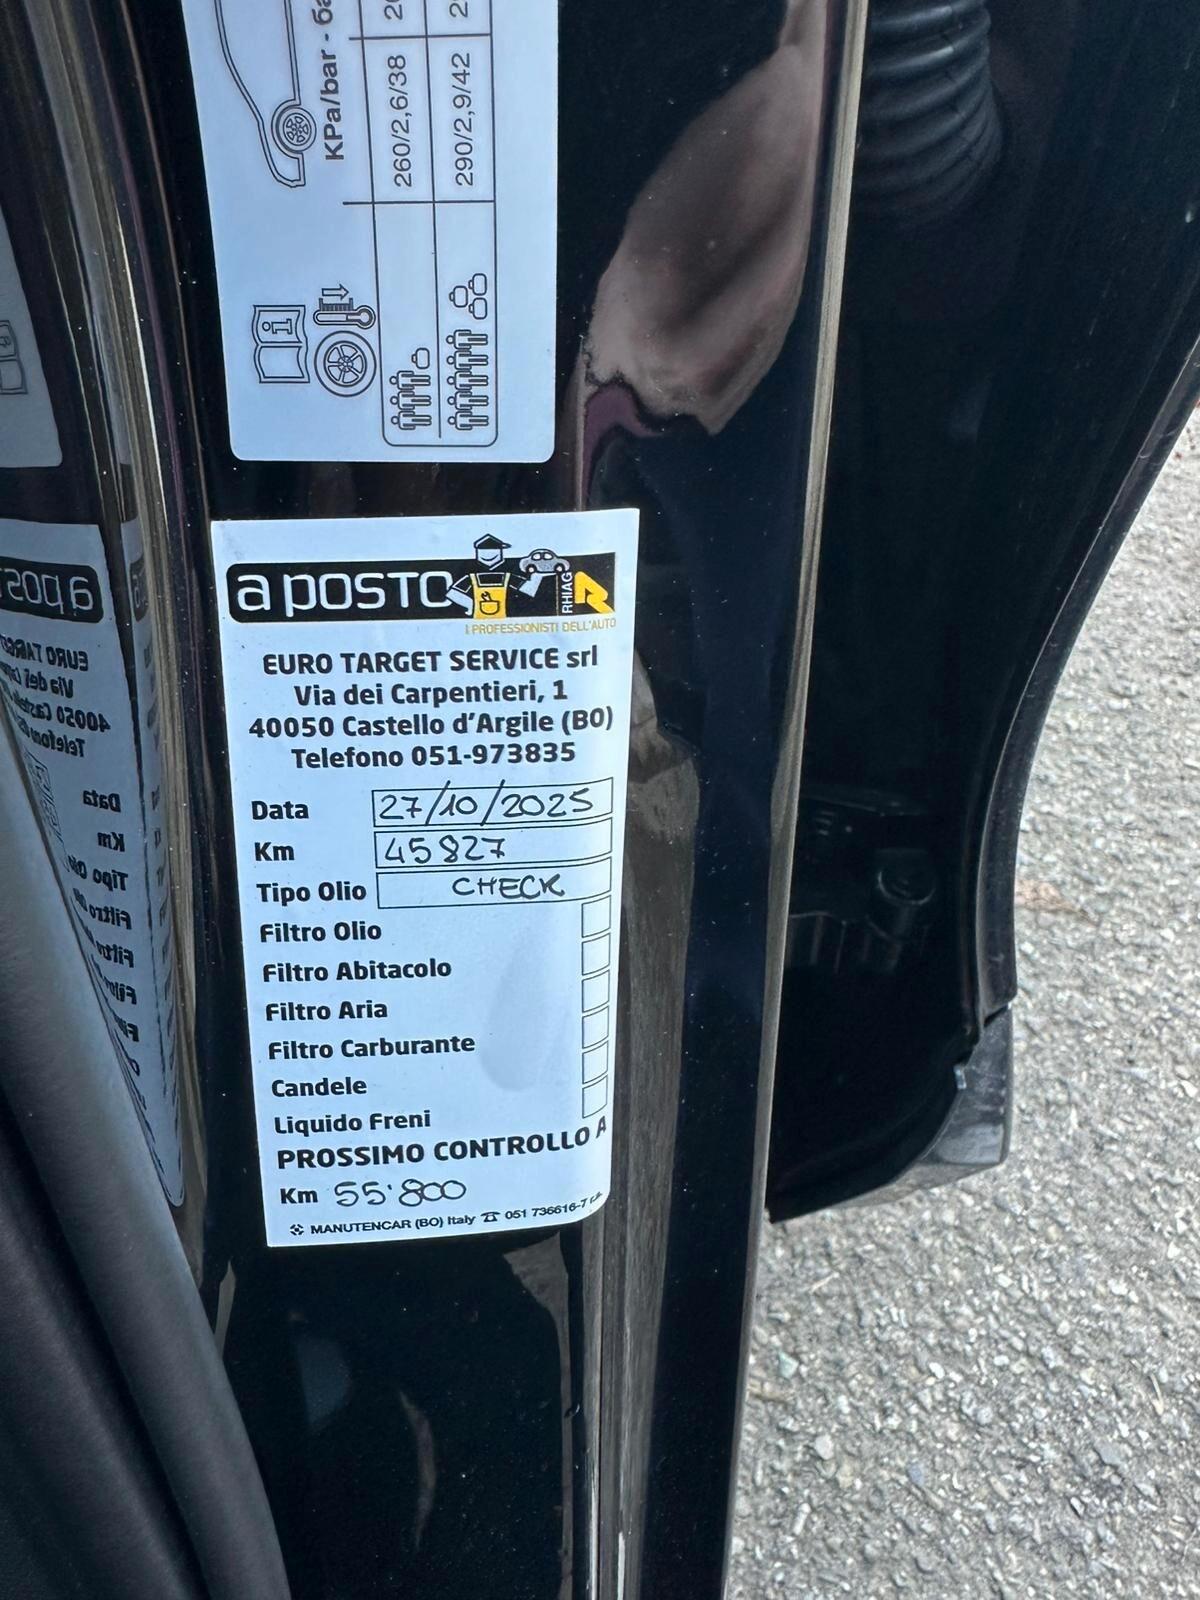 KPa/bar -
260/2,6/38
290/2,9/42
i
a posto
RHIAG
I PROFESSIONISTI DELL'AUTO
EURO TARGET SERVICE srl
Via dei Carpentieri, 1
40050 Castello d'Argile (BO)
Telefono 051-973835
Data 27/10/2025
Km 45827
Tipo Olio CHECK
Filtro Olio
Filtro Abitacolo
Filtro Aria
Filtro Carburante
Candele
Liquido Freni
PROSSIMO CONTROLLO A
Km 55'800
MANUTENCAR (BO) Italy ☎ 051 736616-7 r.a.